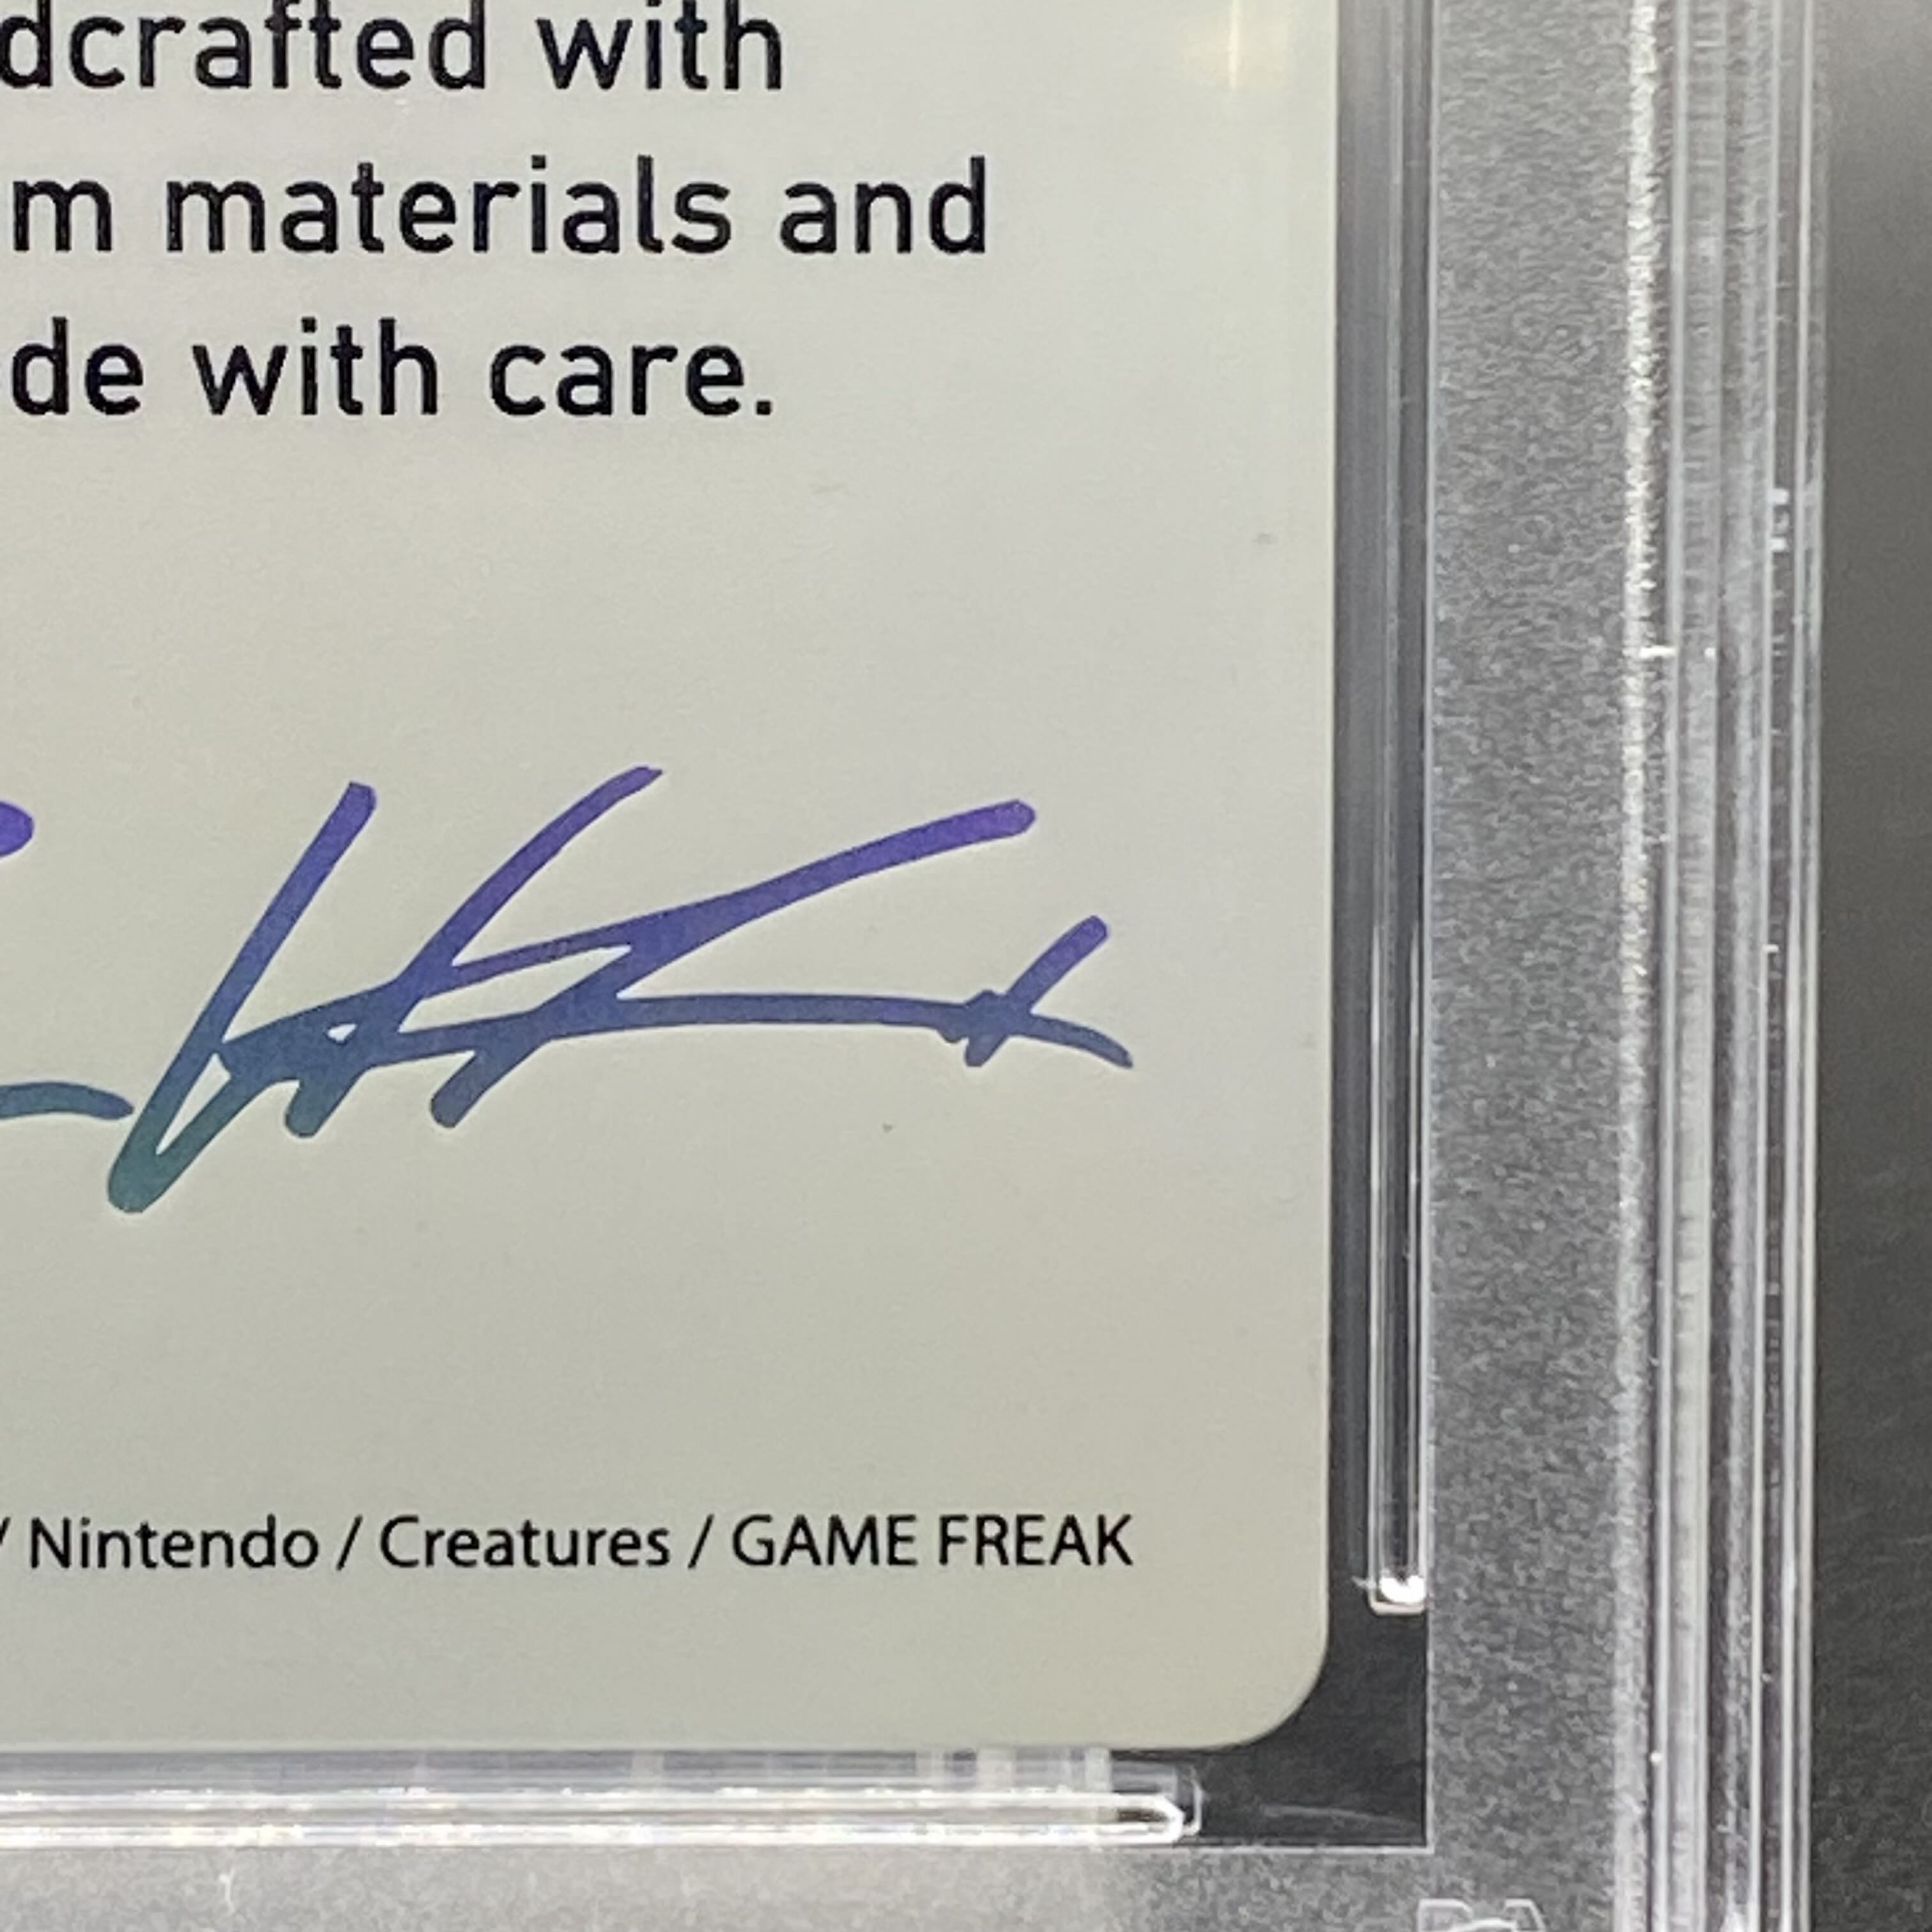 dcrafted with
m materials and
de with care.
/ Nintendo / Creatures / GAME FREAK